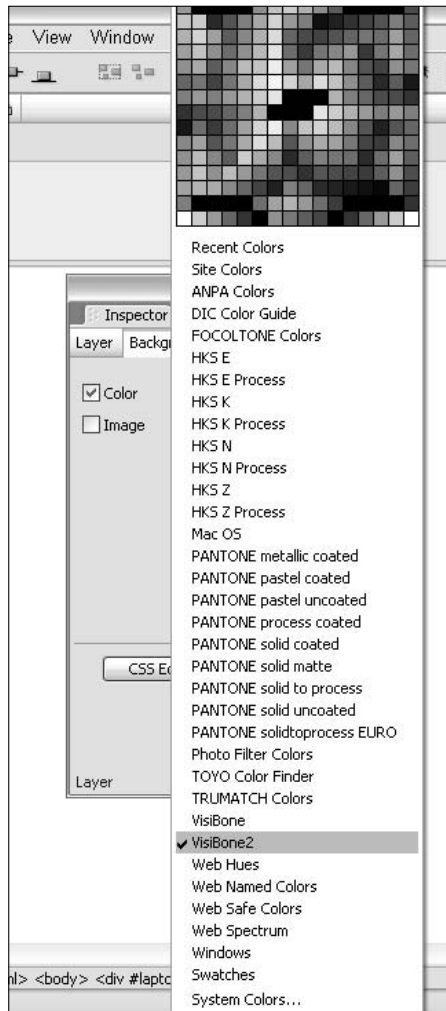 View Window
Inspector
Layer
Color
Image
CSS
Layer
<body> <div
Recent Colors
Site Colors
ANPA Colors
DIC Color Guide
FOCOLTONE Colors
HKS E
HKS E Process
HKS K
HKS K Process
HKS N
HKS N Process
HKS Z
HKS Z Process
Mac OS
PANTONE metallic coated
PANTONE pastel coated
PANTONE pastel uncoated
PANTONE process coated
PANTONE solid coated
PANTONE solid matte
PANTONE solid to process
PANTONE solid uncoated
PANTONE solidtoprocess EURO
Photo Filter Colors
TOYO Color Finder
TRUMATCH Colors
VisiBone
VisiBone2
Web Hues
Web Named Colors
Web Safe Colors
Web Spectrum
Windows
Swatches
System Colors...